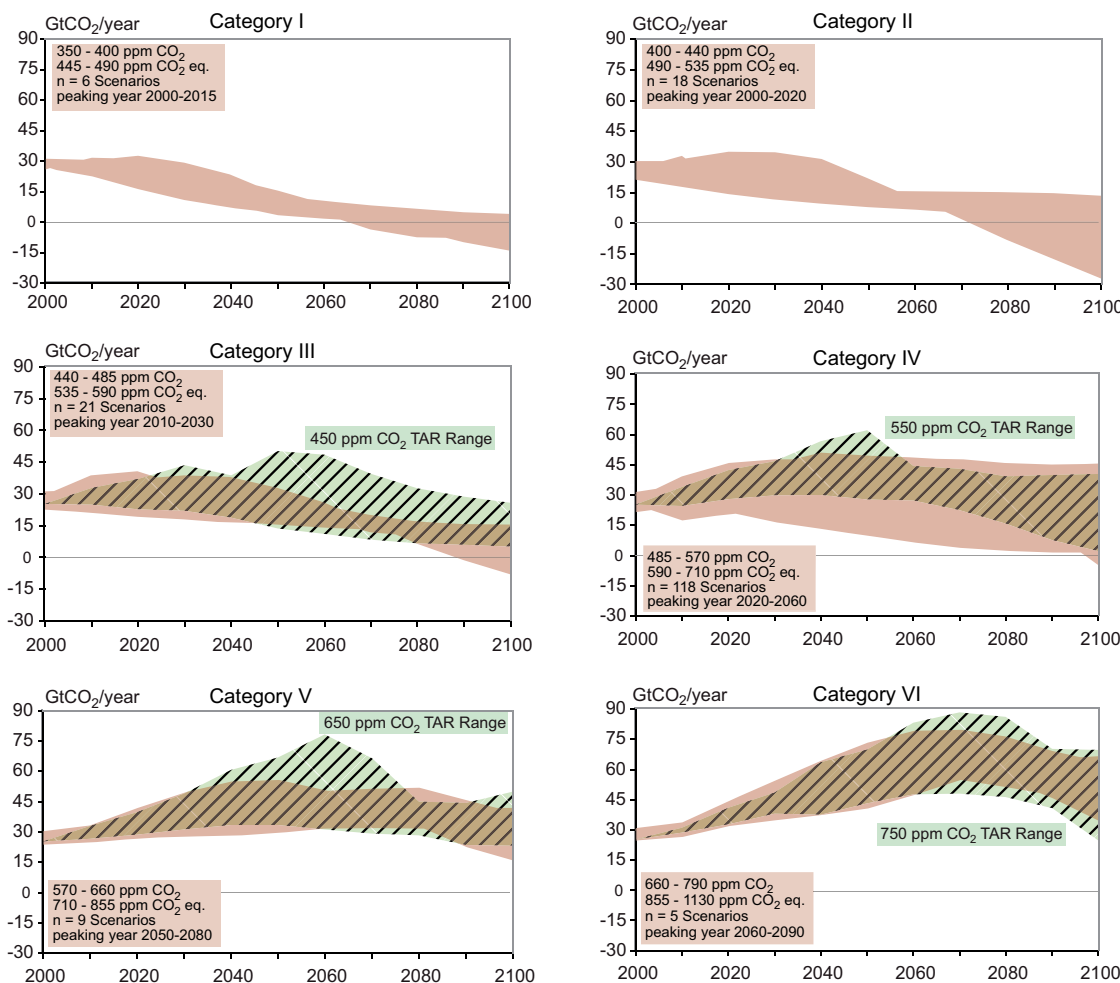 GtCO2/year
Category I
90
75
60
45
30
15
0
-15
-30
350 - 400 ppm CO2
445 - 490 ppm CO2 eq.
n = 6 Scenarios
peaking year 2000-2015
2000
2020
2040
2060
2080
2100
GtCO2/year
Category II
90
75
60
45
30
15
0
-15
-30
400 - 440 ppm CO2
490 - 535 ppm CO2 eq.
n = 18 Scenarios
peaking year 2000-2020
2000
2020
2040
2060
2080
2100
GtCO2/year
Category III
90
75
60
45
30
15
0
-15
-30
440 - 485 ppm CO2
535 - 590 ppm CO2 eq.
n = 21 Scenarios
peaking year 2010-2030
450 ppm CO2 TAR Range
2000
2020
2040
2060
2080
2100
GtCO2/year
Category IV
90
75
60
45
30
15
0
-15
-30
550 ppm CO2 TAR Range
485 - 570 ppm CO2
590 - 710 ppm CO2 eq.
n = 118 Scenarios
peaking year 2020-2060
2000
2020
2040
2060
2080
2100
GtCO2/year
Category V
90
75
60
45
30
15
0
-15
-30
650 ppm CO2 TAR Range
570 - 660 ppm CO2
710 - 855 ppm CO2 eq.
n = 9 Scenarios
peaking year 2050-2080
2000
2020
2040
2060
2080
2100
GtCO2/year
Category VI
90
75
60
45
30
15
0
-15
-30
750 ppm CO2 TAR Range
660 - 790 ppm CO2
855 - 1130 ppm CO2 eq.
n = 5 Scenarios
peaking year 2060-2090
2000
2020
2040
2060
2080
2100